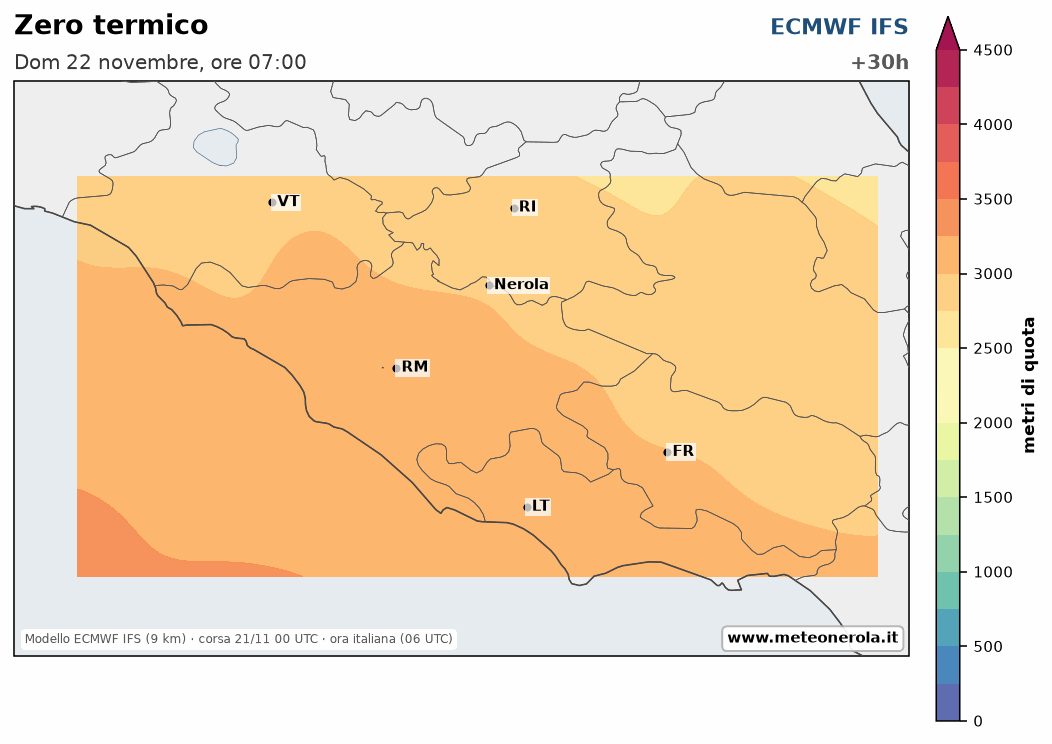 Zero termico
ECMWF IFS
Dom 22 novembre, ore 07:00
+30h
VT
RI
Nerola
RM
FR
LT
4500
4000
3500
3000
2500
2000
1500
1000
500
0
metri di quota
Modello ECMWF IFS (9 km) · corsa 21/11 00 UTC · ora italiana (06 UTC)
www.meteonerola.it